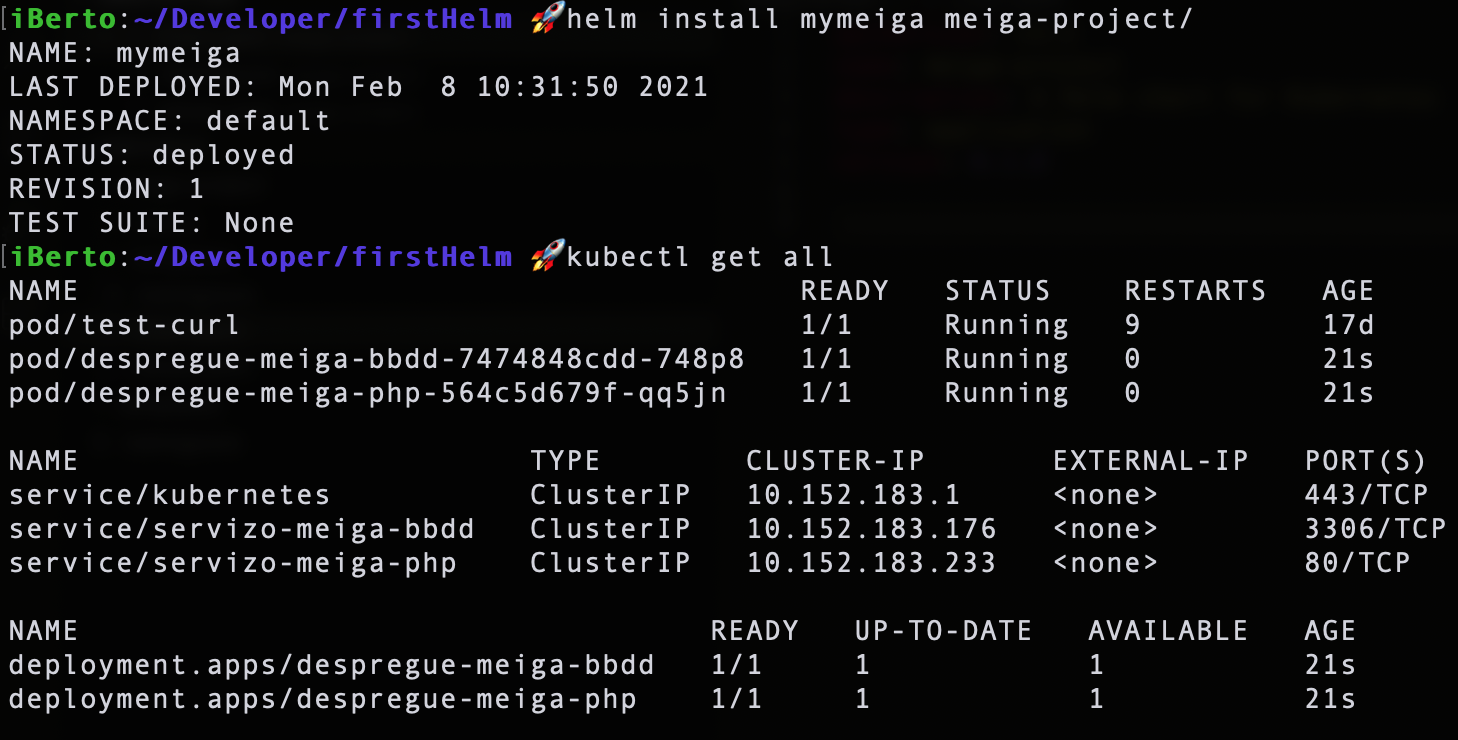 [iBerto:~/Developer/firstHelm 🚀helm install mymeiga meiga-project/
NAME: mymeiga
LAST DEPLOYED: Mon Feb  8 10:31:50 2021
NAMESPACE: default
STATUS: deployed
REVISION: 1
TEST SUITE: None
[iBerto:~/Developer/firstHelm 🚀kubectl get all
NAME READY STATUS RESTARTS AGE
pod/test-curl 1/1 Running 9 17d
pod/despregue-meiga-bbdd-7474848cdd-748p8 1/1 Running 0 21s
pod/despregue-meiga-php-564c5d679f-qq5jn 1/1 Running 0 21s
NAME TYPE CLUSTER-IP EXTERNAL-IP PORT(S)
service/kubernetes ClusterIP 10.152.183.1 <none> 443/TCP
service/servizo-meiga-bbdd ClusterIP 10.152.183.176 <none> 3306/TCP
service/servizo-meiga-php ClusterIP 10.152.183.233 <none> 80/TCP
NAME READY UP-TO-DATE AVAILABLE AGE
deployment.apps/despregue-meiga-bbdd 1/1 1 1 21s
deployment.apps/despregue-meiga-php 1/1 1 1 21s